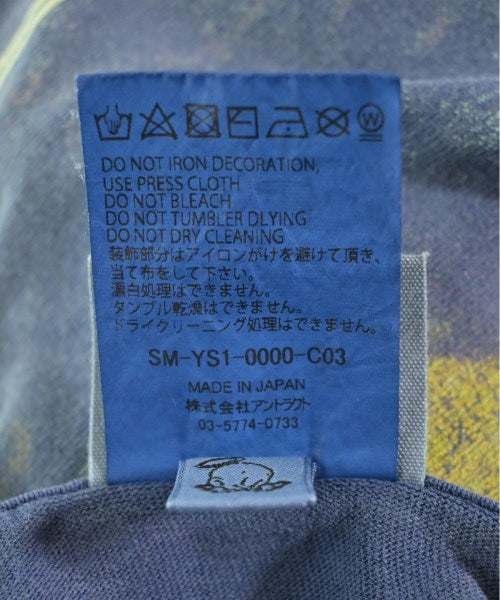 DO NOT IRON DECORATION,
USE PRESS CLOTH
DO NOT BLEACH
DO NOT TUMBLER DLYING
DO NOT DRY CLEANING
装飾部分はアイロンがけを避けて頂き、
当て布をして下さい。
漂白処理はできません。
タンブル乾燥はできません。
ドライクリーニング処理はできません。
SM-YS1-0000-C03
MADE IN JAPAN
株式会社アントラクト
03-5774-0733
W